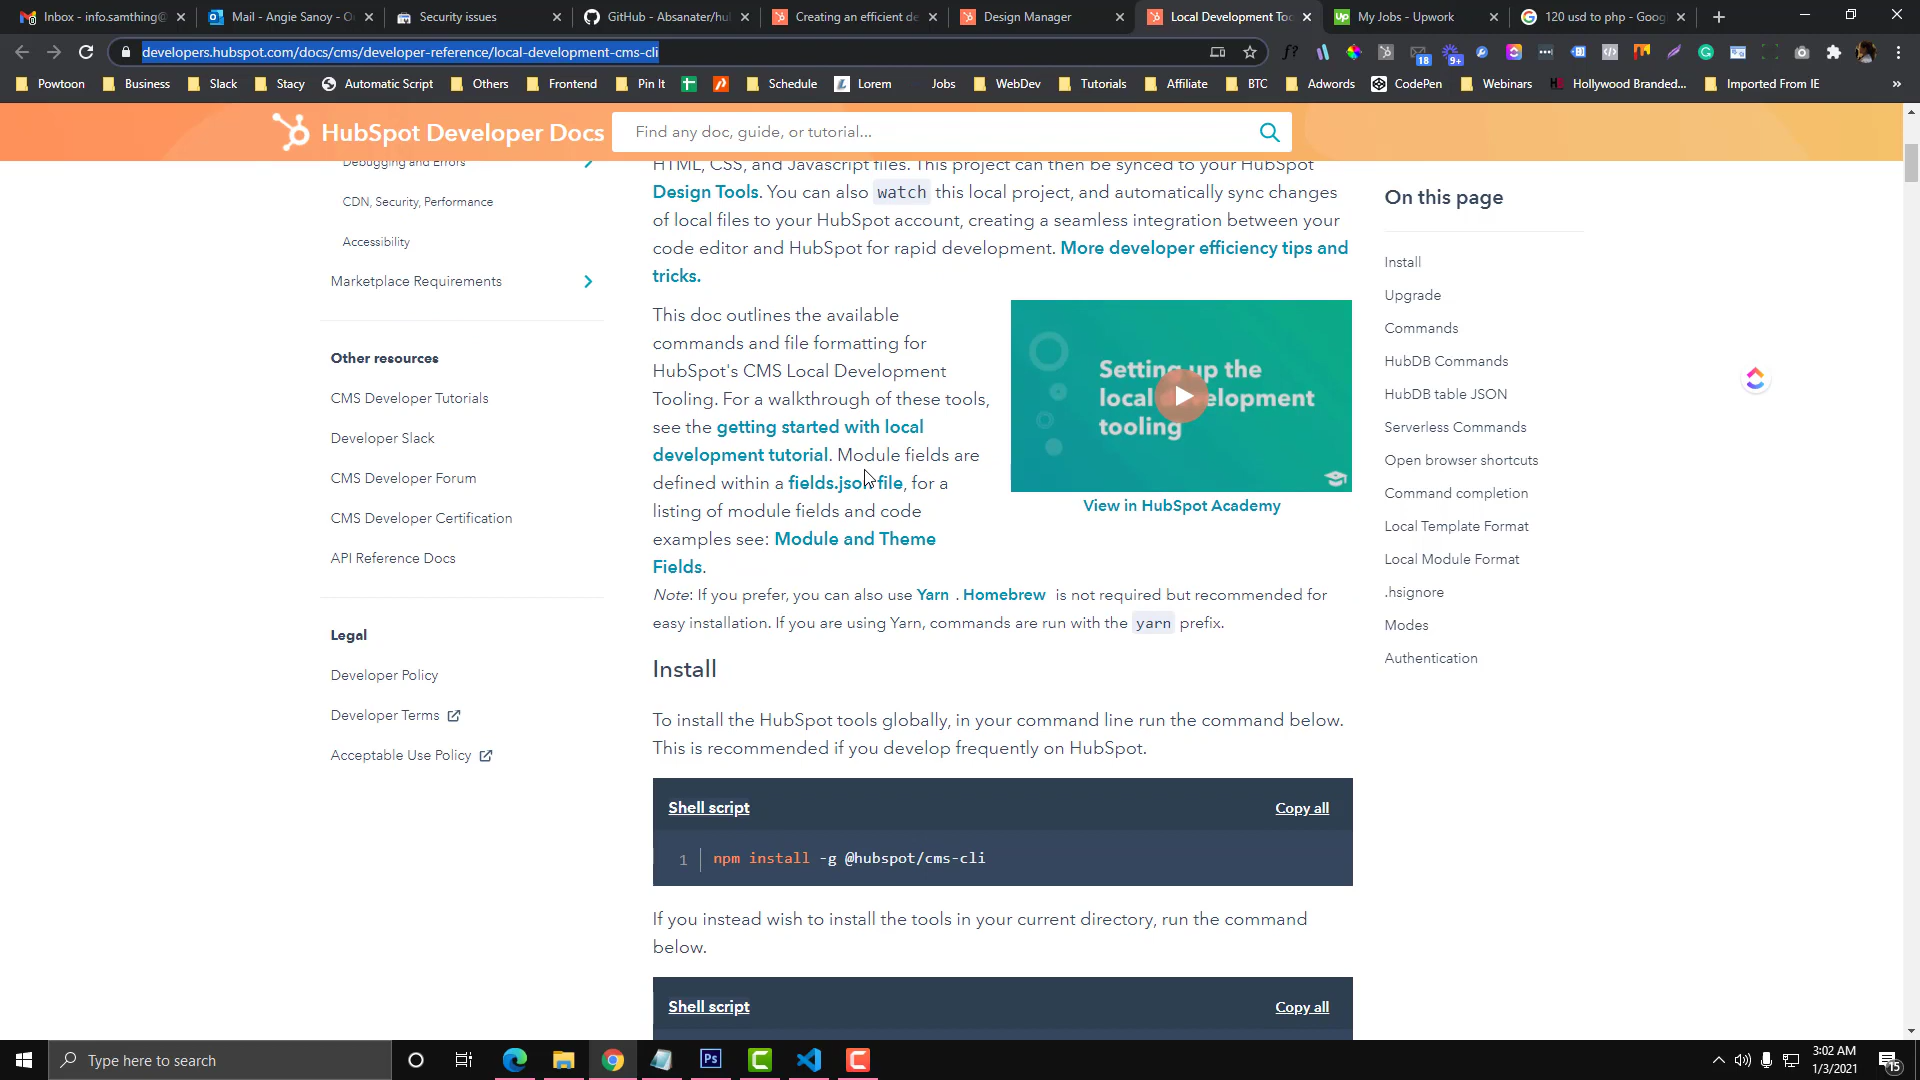 Inbox - info.samthing@
Mail - Angie Sanoy - O
Security issues
GitHub - Absanater/hu
Creating an efficient de
Design Manager
Local Development Too
My Jobs - Upwork
120 usd to php - Goog
developers.hubspot.com/docs/cms/developer-reference/local-development-cms-cli
18
9+
Powtoon
Business
Slack
Stacy
Automatic Script
Others
Frontend
Pin It
Schedule
Lorem
Jobs
WebDev
Tutorials
Affiliate
BTC
Adwords
CodePen
Webinars
Hollywood Branded...
Imported From IE
HubSpot Developer Docs
Find any doc, guide, or tutorial...
Debugging and Errors
CDN, Security, Performance
Accessibility
Marketplace Requirements
Other resources
CMS Developer Tutorials
Developer Slack
CMS Developer Forum
CMS Developer Certification
API Reference Docs
Legal
Developer Policy
Developer Terms
Acceptable Use Policy
HTML, CSS, and Javascript files. This project can then be synced to your HubSpot
Design Tools. You can also watch this local project, and automatically sync changes
of local files to your HubSpot account, creating a seamless integration between your
code editor and HubSpot for rapid development. More developer efficiency tips and
tricks.
This doc outlines the available
commands and file formatting for
HubSpot's CMS Local Development
Tooling. For a walkthrough of these tools,
see the getting started with local
development tutorial. Module fields are
defined within a fields.json file, for a
listing of module fields and code
examples see: Module and Theme
Fields.
Setting up the
local development
tooling
View in HubSpot Academy
Note: If you prefer, you can also use Yarn . Homebrew is not required but recommended for
easy installation. If you are using Yarn, commands are run with the yarn prefix.
Install
To install the HubSpot tools globally, in your command line run the command below.
This is recommended if you develop frequently on HubSpot.
Shell script
Copy all
1 npm install -g @hubspot/cms-cli
If you instead wish to install the tools in your current directory, run the command
below.
Shell script
Copy all
On this page
Install
Upgrade
Commands
HubDB Commands
HubDB table JSON
Serverless Commands
Open browser shortcuts
Command completion
Local Template Format
Local Module Format
.hsignore
Modes
Authentication
Type here to search
3:02 AM
1/3/2021
15